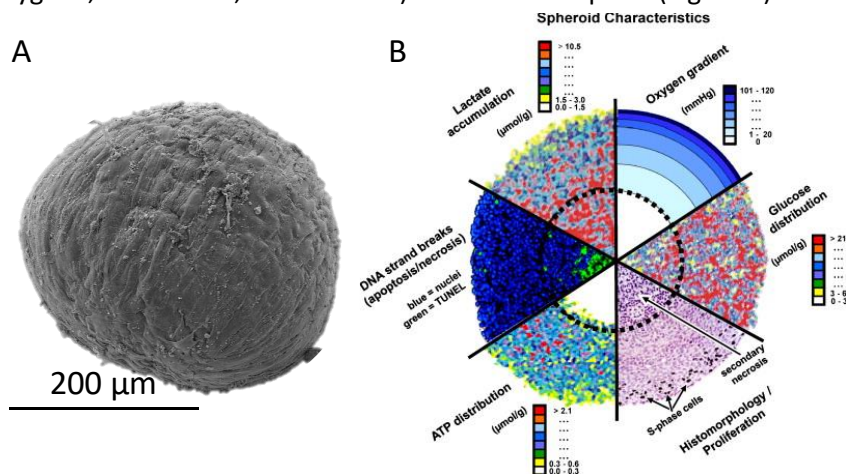 Spheroid Characteristics
A
B
> 10.5
...
...
...
...
...
1.5 - 3.0
0.0 - 1.5
Lactate
accumulation
(µmol/g)
Oxygen gradient
(mmHg)
101 - 120
...
...
...
1 - 20
0
Glucose
distribution
(µmol/g)
> 21
...
...
...
...
...
3 - 6
0 - 3
DNA strand breaks
(apoptosis/necrosis)
blue = nuclei
green = TUNEL
secondary
necrosis
S-phase cells
Histomorphology /
Proliferation
ATP distribution
(µmol/g)
> 2.1
...
...
...
...
...
0.3 - 0.6
0.0 - 0.3
200 µm